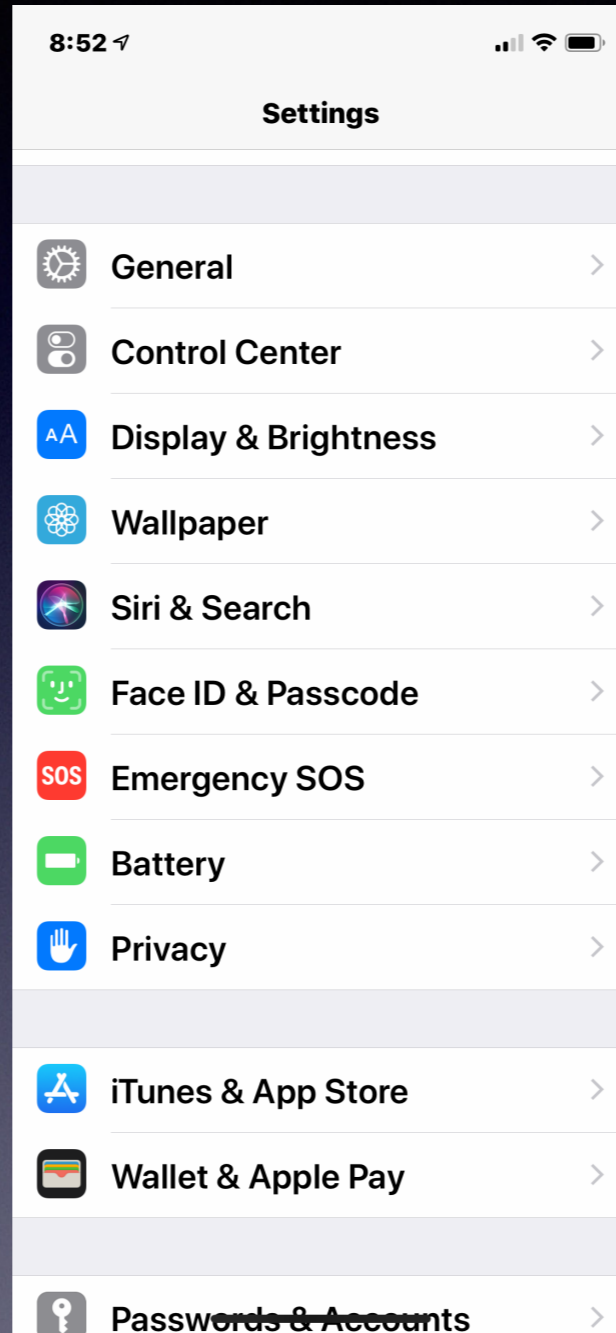 8:52
Settings
General
Control Center
AA Display & Brightness
Wallpaper
Siri & Search
Face ID & Passcode
SOS Emergency SOS
Battery
Privacy
iTunes & App Store
Wallet & Apple Pay
Passwords & Accounts